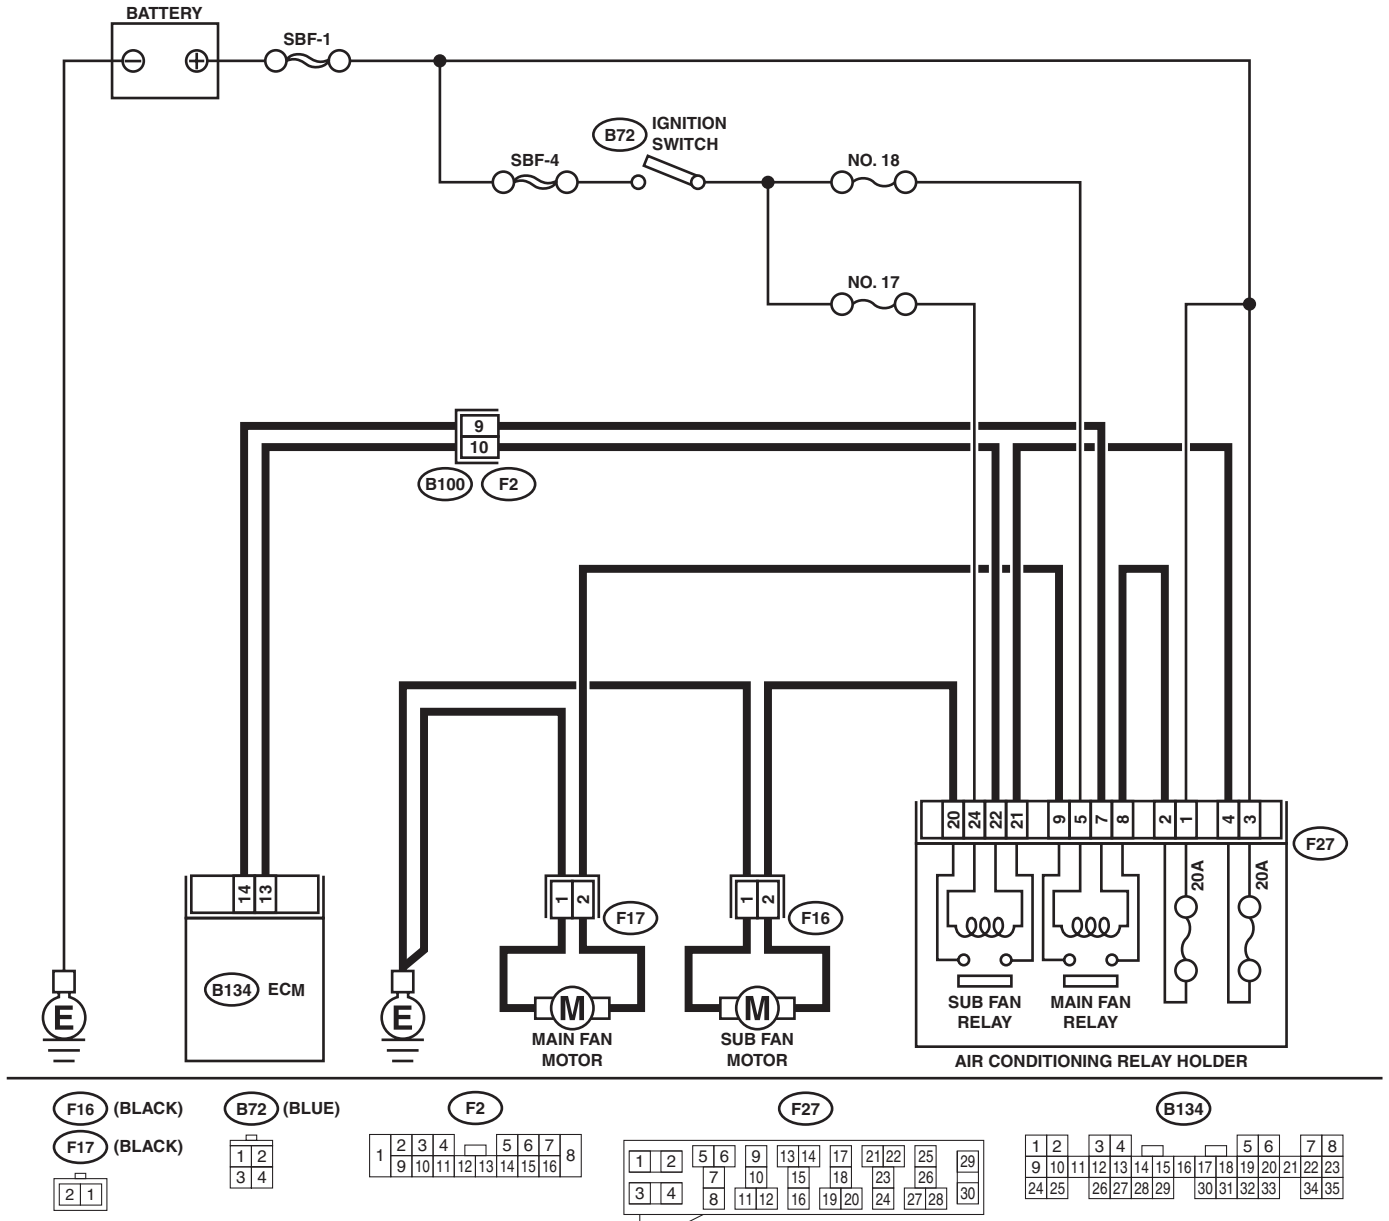 BATTERY
SBF-1
B72
IGNITION
SWITCH
SBF-4
NO. 18
NO. 17
9
10
B100
F2
20
24
22
21
9
5
7
8
2
1
4
3
F27
20A
20A
14
13
1
2
F17
1
2
F16
B134
ECM
E
E
M
M
SUB FAN
RELAY
MAIN FAN
RELAY
MAIN FAN
MOTOR
SUB FAN
MOTOR
AIR CONDITIONING RELAY HOLDER
F16 (BLACK)
F17 (BLACK)
2 1
B72 (BLUE)
1 2
3 4
F2
1 2 3 4 5 6 7 8
9 10 11 12 13 14 15 16
F27
1 2 5 6 9 13 14 17 21 22 25 29
7 10 15 18 23 26
3 4 8 11 12 16 19 20 24 27 28 30
B134
1 2 3 4 5 6 7 8
9 10 11 12 13 14 15 16 17 18 19 20 21 22 23
24 25 26 27 28 29 30 31 32 33 34 35